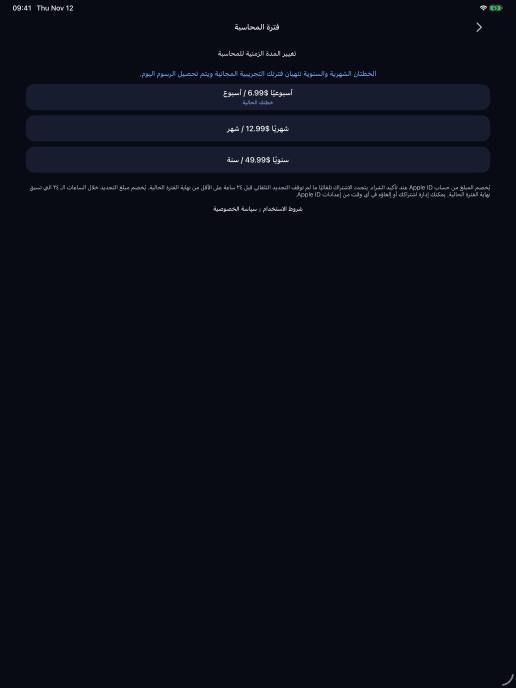 09:41 Thu Nov 12
فترة المحاسبة
تغيير المدة الزمنية للمحاسبة
الخطتان الشهرية والسنوية تنهيان فترتك التجريبية المجانية ويتم تحصيل الرسوم اليوم.
أسبوعيًا 6.99$ / أسبوع
خطتك الحالية
شهريًا 12.99$ / شهر
سنويًا 49.99$ / سنة
يُخصم المبلغ من حساب Apple ID عند تأكيد الشراء. يتجدد الاشتراك تلقائيًا ما لم توقف التجديد التلقائي قبل ٢٤ ساعة على الأقل من نهاية الفترة الحالية. يُخصم مبلغ التجديد خلال الساعات الـ ٢٤ التي تسبق
نهاية الفترة الحالية. يمكنك إدارة اشتراكك أو إلغاؤه في أي وقت من إعدادات Apple ID.
شروط الاستخدام | سياسة الخصوصية